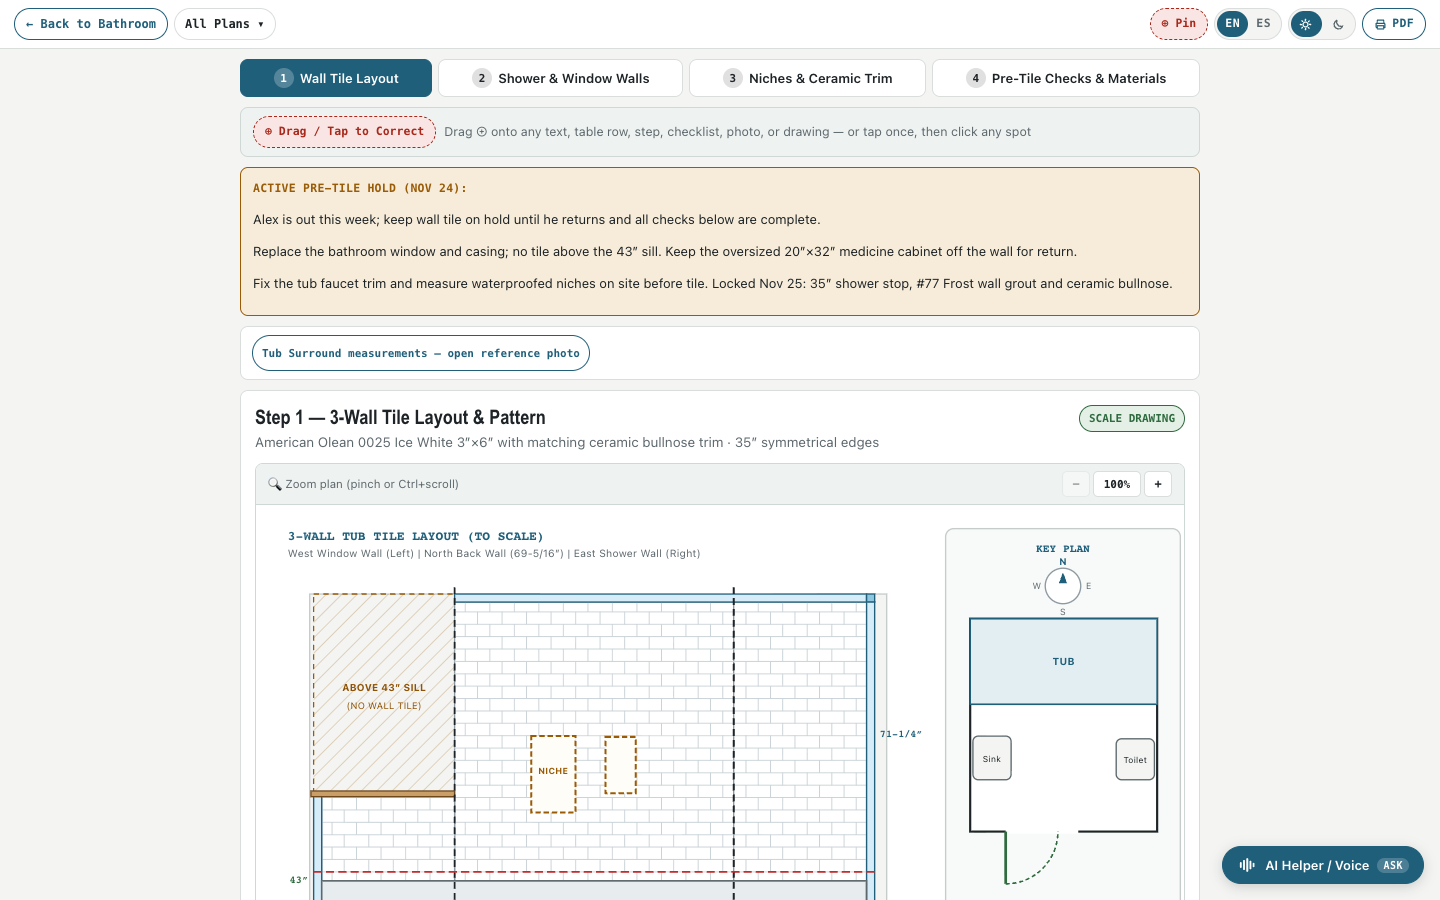 ← Back to Bathroom
All Plans ▾
⊕ Pin
EN ES
PDF
1 Wall Tile Layout
2 Shower & Window Walls
3 Niches & Ceramic Trim
4 Pre-Tile Checks & Materials
⊕ Drag / Tap to Correct
Drag ⊕ onto any text, table row, step, checklist, photo, or drawing — or tap once, then click any spot
ACTIVE PRE-TILE HOLD (NOV 24):
Alex is out this week; keep wall tile on hold until he returns and all checks below are complete.
Replace the bathroom window and casing; no tile above the 43″ sill. Keep the oversized 20″×32″ medicine cabinet off the wall for return.
Fix the tub faucet trim and measure waterproofed niches on site before tile. Locked Nov 25: 35″ shower stop, #77 Frost wall grout and ceramic bullnose.
Tub Surround measurements — open reference photo
Step 1 — 3-Wall Tile Layout & Pattern
SCALE DRAWING
American Olean 0025 Ice White 3″×6″ with matching ceramic bullnose trim · 35″ symmetrical edges
🔍 Zoom plan (pinch or Ctrl+scroll)
− 100% +
3-WALL TUB TILE LAYOUT (TO SCALE)
West Window Wall (Left) | North Back Wall (69-5/16″) | East Shower Wall (Right)
KEY PLAN
N
W E
S
TUB
ABOVE 43″ SILL
(NO WALL TILE)
71-1/4″
NICHE
Sink
Toilet
43″
AI Helper / Voice ASK